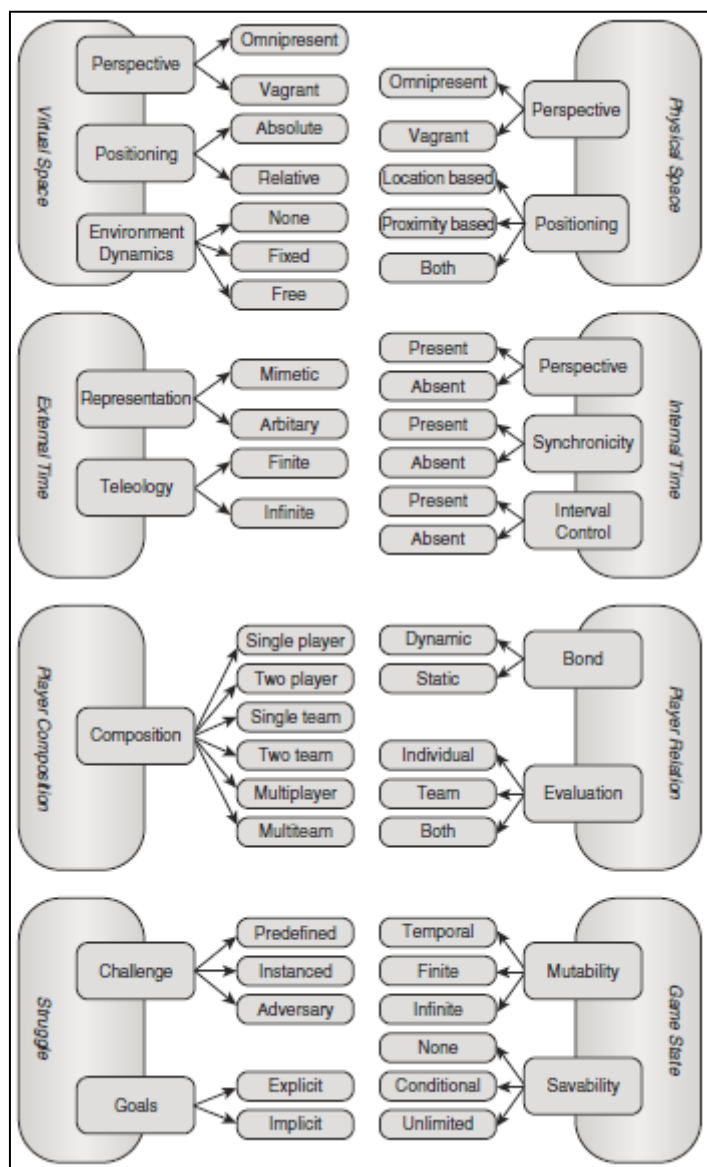 Virtual Space
Perspective
Omnipresent
Vagrant
Positioning
Absolute
Relative
Environment
Dynamics
None
Fixed
Free
Physical Space
Omnipresent
Perspective
Vagrant
Location based
Proximity based
Positioning
Both
External Time
Representation
Mimetic
Arbitary
Teleology
Finite
Infinite
Internal Time
Present
Perspective
Absent
Present
Synchronicity
Absent
Present
Interval
Control
Absent
Player Composition
Composition
Single player
Two player
Single team
Two team
Multiplayer
Multiteam
Player Relation
Dynamic
Bond
Static
Individual
Team
Evaluation
Both
Struggle
Challenge
Predefined
Instanced
Adversary
Goals
Explicit
Implicit
Game State
Temporal
Finite
Mutability
Infinite
None
Conditional
Savability
Unlimited